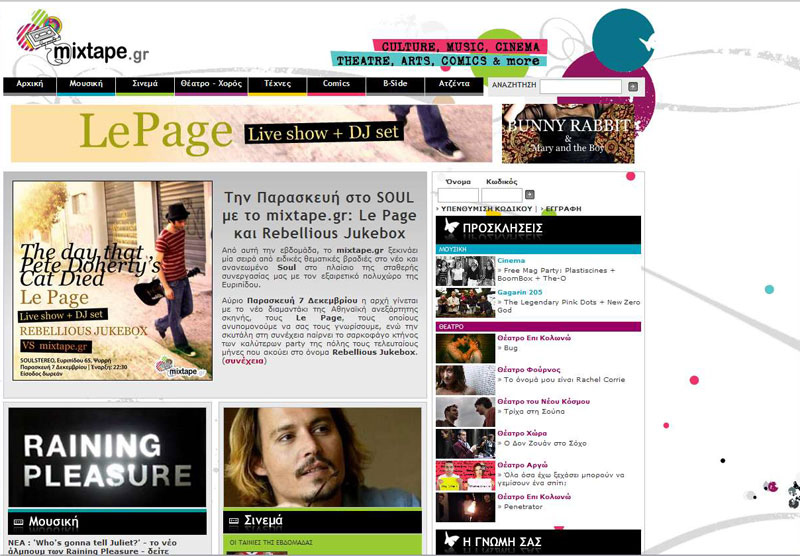 mixtape.gr
CULTURE, MUSIC, CINEMA
THEATRE, ARTS, COMICS & more
Αρχική Μουσική Σινεμά Θέατρο - Χορός Τέχνες Comics B-Side Ατζέντα ΑΝΑΖΗΤΗΣΗ
LePage Live show + DJ set
BUNNY RABBIT
&
Mary and the Boy
The day that
Pete Doherty's
Cat Died
Le Page
Live show + DJ set
REBELLIOUS JUKEBOX
VS mixtape.gr
SOULSTEREO, Ευριπίδου 65, Ψυρρή
Παρασκευή 7 Δεκεμβρίου | Έναρξη: 22:30
Είσοδος δωρεάν
mixtape.gr
Την Παρασκευή στο SOUL
με το mixtape.gr: Le Page
και Rebellious Jukebox
Από αυτή την εβδομάδα, το mixtape.gr ξεκινάει
μία σειρά από ειδικές θεματικές βραδιές στο νέο και
ανανεωμένο Soul στο πλαίσιο της σταθερής
συνεργασίας μας με τον εξαιρετικό πολυχώρο της
Ευριπίδου.
Αύριο Παρασκευή 7 Δεκεμβρίου η αρχή γίνεται
με το νέο διαμαντάκι της Αθηναϊκή ανεξάρτητης
σκηνής, τους Le Page, τους οποίους
ανυπομονούμε να σας τους γνωρίσουμε, ενώ την
σκυτάλη στη συνέχεια παίρνει το σαρκοφάγο κτήνος
των καλύτερων party της πόλης τους τελευταίους
μήνες που ακούει στο όνομα Rebellious Jukebox.
(συνέχεια)
Όνομα Κωδικός
› ΥΠΕΝΘΥΜΙΣΗ ΚΩΔΙΚΟΥ | › ΕΓΓΡΑΦΗ
ΠΡΟΣΚΛΗΣΕΙΣ
ΜΟΥΣΙΚΗ
Cinema
» Free Mag Party: Plastiscines +
BoomBox + The-O
Gagarin 205
» The Legendary Pink Dots + New Zero
God
ΘΕΑΤΡΟ
Θέατρο Επι Κολωνώ
» Bug
Θέατρο Φούρνος
» Το όνομά μου είναι Rachel Corrie
Θέατρο του Νέου Κόσμου
» Τρίχα στη Σούπα
Θέατρο Χώρα
» Ο Δον Ζουάν στο Σόχο
Θέατρο Αργώ
» Όλα όσα έχω ξεχάσει μπορούν να
γεμίσουν ένα σπίτι;
Θέατρο Επι Κολωνώ
» Penetrator
Η ΓΝΩΜΗ ΣΑΣ
RAINING
PLEASURE
Μουσική
ΝΕΑ : 'Who's gonna tell Juliet?' - το νέο
άλμπουμ των Raining Pleasure - δείτε
Σινεμά
ΟΙ ΤΑΙΝΙΕΣ ΤΗΣ ΕΒΔΟΜΑΔΑΣ